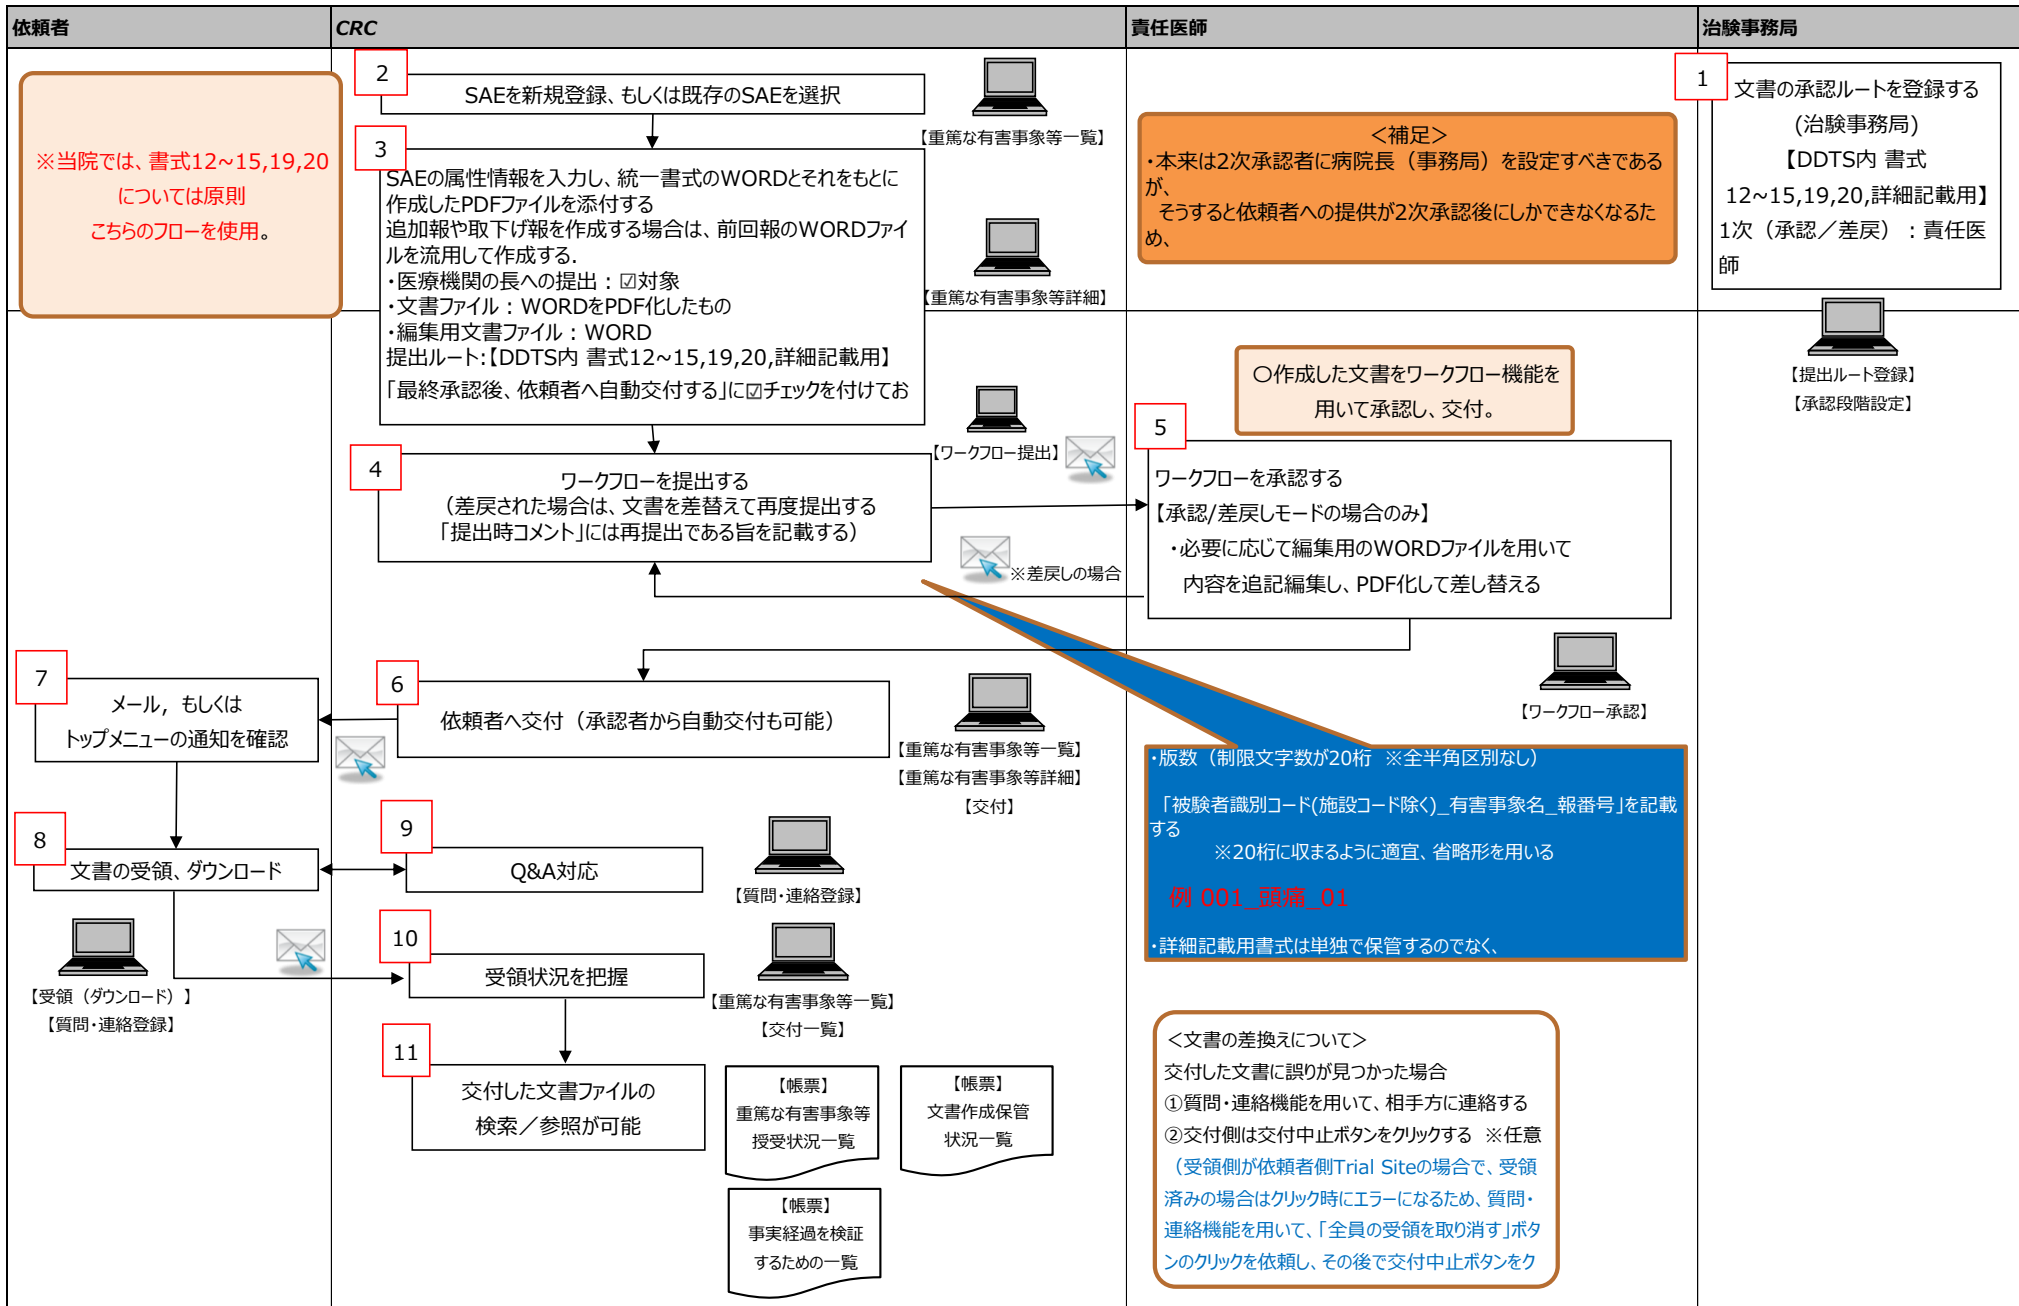 依頼者
CRC
責任医師
治験事務局
※当院では、書式12~15,19,20
については原則
こちらのフローを使用。
2
SAEを新規登録、もしくは既存のSAEを選択
【重篤な有害事象等一覧】
3
SAEの属性情報を入力し、統一書式のWORDとそれをもとに
作成したPDFファイルを添付する
追加報や取下げ報を作成する場合は、前回報のWORDファイ
ルを流用して作成する.
・医療機関の長への提出：☑対象
・文書ファイル：WORDをPDF化したもの
・編集用文書ファイル：WORD
提出ルート:【DDTS内 書式12~15,19,20,詳細記載用】
「最終承認後、依頼者へ自動交付する」に☑チェックを付けてお
【重篤な有害事象等詳細】
＜補足＞
・本来は2次承認者に病院長（事務局）を設定すべきである
が、
そうすると依頼者への提供が2次承認後にしかできなくなるた
め、
1
文書の承認ルートを登録する
(治験事務局)
【DDTS内 書式
12~15,19,20,詳細記載用】
1次（承認／差戻）：責任医
師
【提出ルート登録】
【承認段階設定】
〇作成した文書をワークフロー機能を
用いて承認し、交付。
【ワークフロー提出】
4
ワークフローを提出する
（差戻された場合は、文書を差替えて再度提出する
「提出時コメント」には再提出である旨を記載する）
※差戻しの場合
5
ワークフローを承認する
【承認/差戻しモードの場合のみ】
・必要に応じて編集用のWORDファイルを用いて
内容を追記編集し、PDF化して差し替える
【ワークフロー承認】
6
依頼者へ交付（承認者から自動交付も可能）
【重篤な有害事象等一覧】
【重篤な有害事象等詳細】
【交付】
7
メール，もしくは
トップメニューの通知を確認
8
文書の受領、ダウンロード
【受領（ダウンロード）】
【質問・連絡登録】
9
Q&A対応
【質問・連絡登録】
10
受領状況を把握
【重篤な有害事象等一覧】
【交付一覧】
11
交付した文書ファイルの
検索／参照が可能
【帳票】
重篤な有害事象等
授受状況一覧
【帳票】
文書作成保管
状況一覧
【帳票】
事実経過を検証
するための一覧
・版数（制限文字数が20桁　※全半角区別なし）
「被験者識別コード(施設コード除く)_有害事象名_報番号」を記載
する
※20桁に収まるように適宜、省略形を用いる
例 001_頭痛_01
・詳細記載用書式は単独で保管するのでなく、
＜文書の差換えについて＞
交付した文書に誤りが見つかった場合
①質問・連絡機能を用いて、相手方に連絡する
②交付側は交付中止ボタンをクリックする　※任意
（受領側が依頼者側Trial Siteの場合で、受領
済みの場合はクリック時にエラーになるため、質問・
連絡機能を用いて、「全員の受領を取り消す」ボタ
ンのクリックを依頼し、その後で交付中止ボタンをク